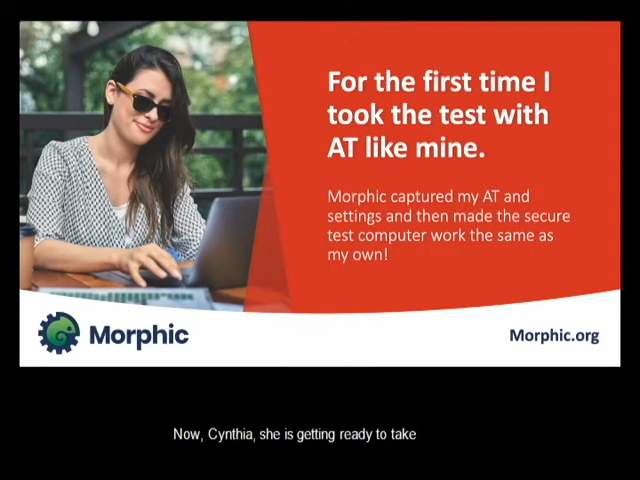 For the first time I
took the test with
AT like mine.
Morphic captured my AT and
settings and then made the secure
test computer work the same as
my own!
Morphic
Morphic.org
Now, Cynthia, she is getting ready to take